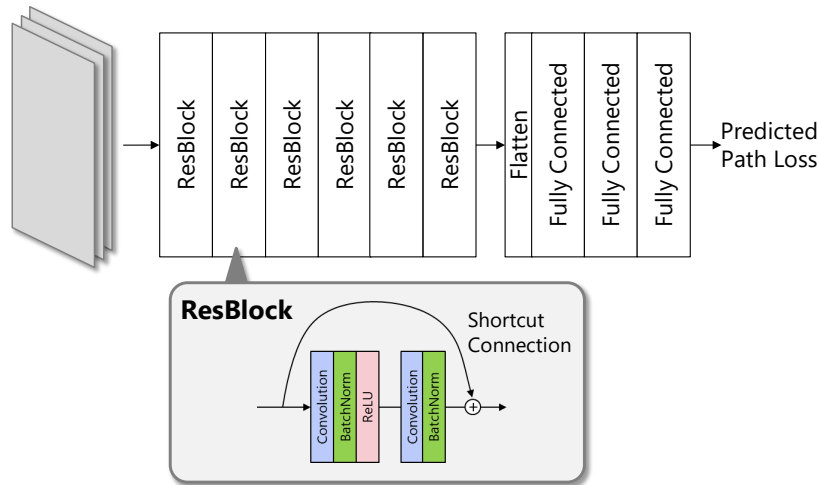 ResBlock
ResBlock
ResBlock
ResBlock
ResBlock
ResBlock
Flatten
Fully Connected
Fully Connected
Fully Connected
Predicted
Path Loss
ResBlock
Shortcut
Connection
Convolution
BatchNorm
ReLU
Convolution
BatchNorm
+